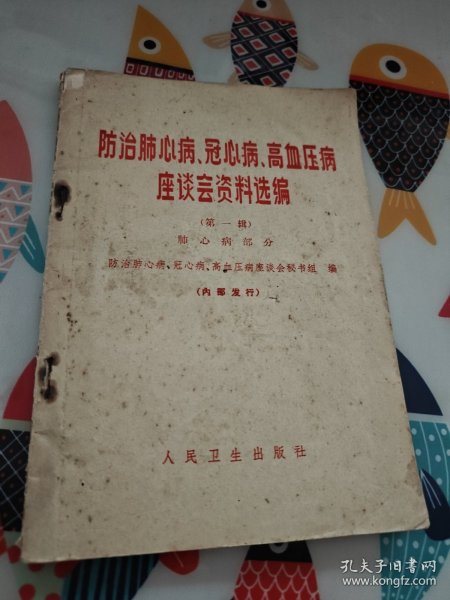 防治肺心病、冠心病、高血压病
座谈会资料选编
（第一辑）
肺心病部分
防治肺心病、冠心病、高血压病座谈会秘书组 编
（内部发行）
人民卫生出版社
孔夫子旧书网
www.kongfz.com